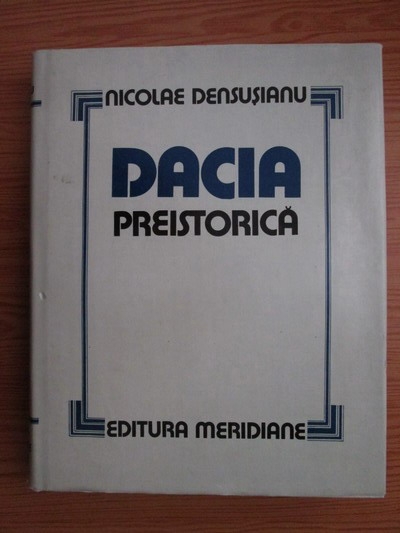 NICOLAE DENSUȘIANU
DACIA
PREISTORICĂ
EDITURA MERIDIANE